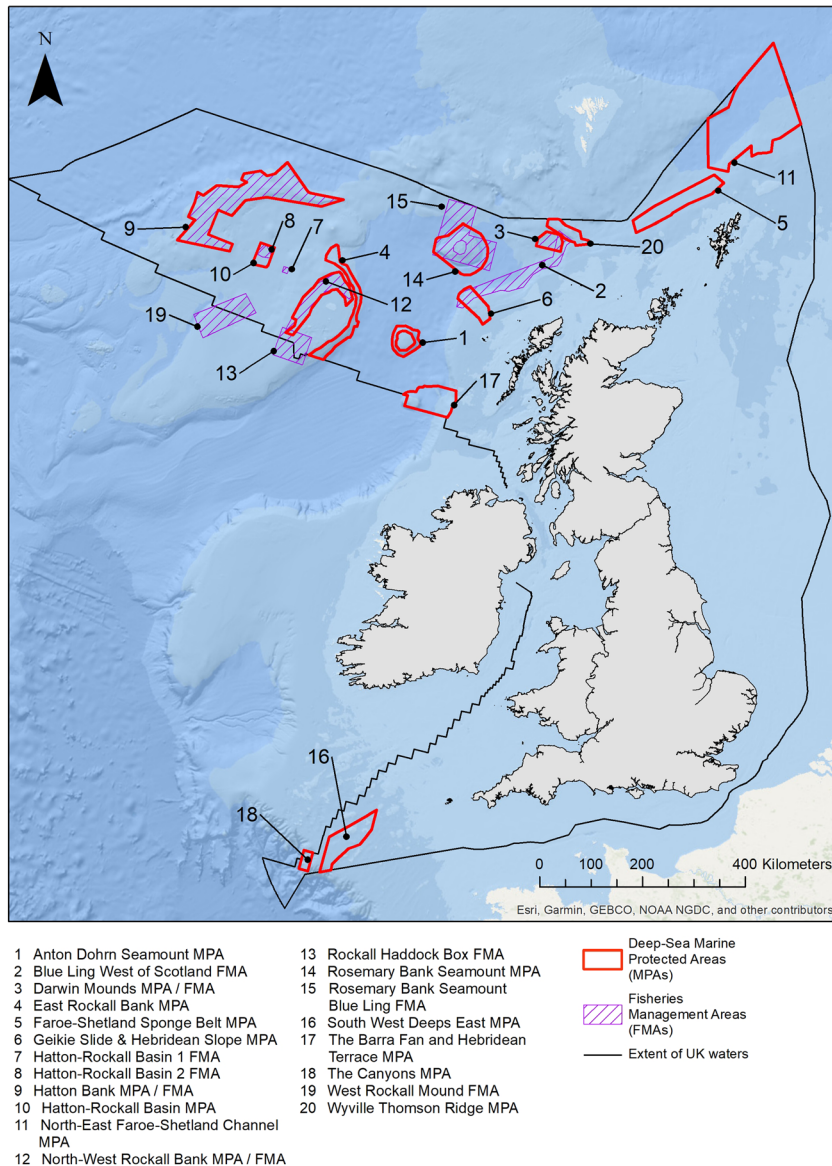 N
15
11
9
8
7
3
5
20
10
4
14
2
12
6
19
1
13
17
16
18
0 100 200 400 Kilometers
Esri, Garmin, GEBCO, NOAA NGDC, and other contributors
1 Anton Dohrn Seamount MPA
2 Blue Ling West of Scotland FMA
3 Darwin Mounds MPA / FMA
4 East Rockall Bank MPA
5 Faroe-Shetland Sponge Belt MPA
6 Geikie Slide & Hebridean Slope MPA
7 Hatton-Rockall Basin 1 FMA
8 Hatton-Rockall Basin 2 FMA
9 Hatton Bank MPA / FMA
10 Hatton-Rockall Basin MPA
11 North-East Faroe-Shetland Channel
MPA
12 North-West Rockall Bank MPA / FMA
13 Rockall Haddock Box FMA
14 Rosemary Bank Seamount MPA
15 Rosemary Bank Seamount
Blue Ling FMA
16 South West Deeps East MPA
17 The Barra Fan and Hebridean
Terrace MPA
18 The Canyons MPA
19 West Rockall Mound FMA
20 Wyville Thomson Ridge MPA
Deep-Sea Marine
Protected Areas
(MPAs)
Fisheries
Management Areas
(FMAs)
Extent of UK waters